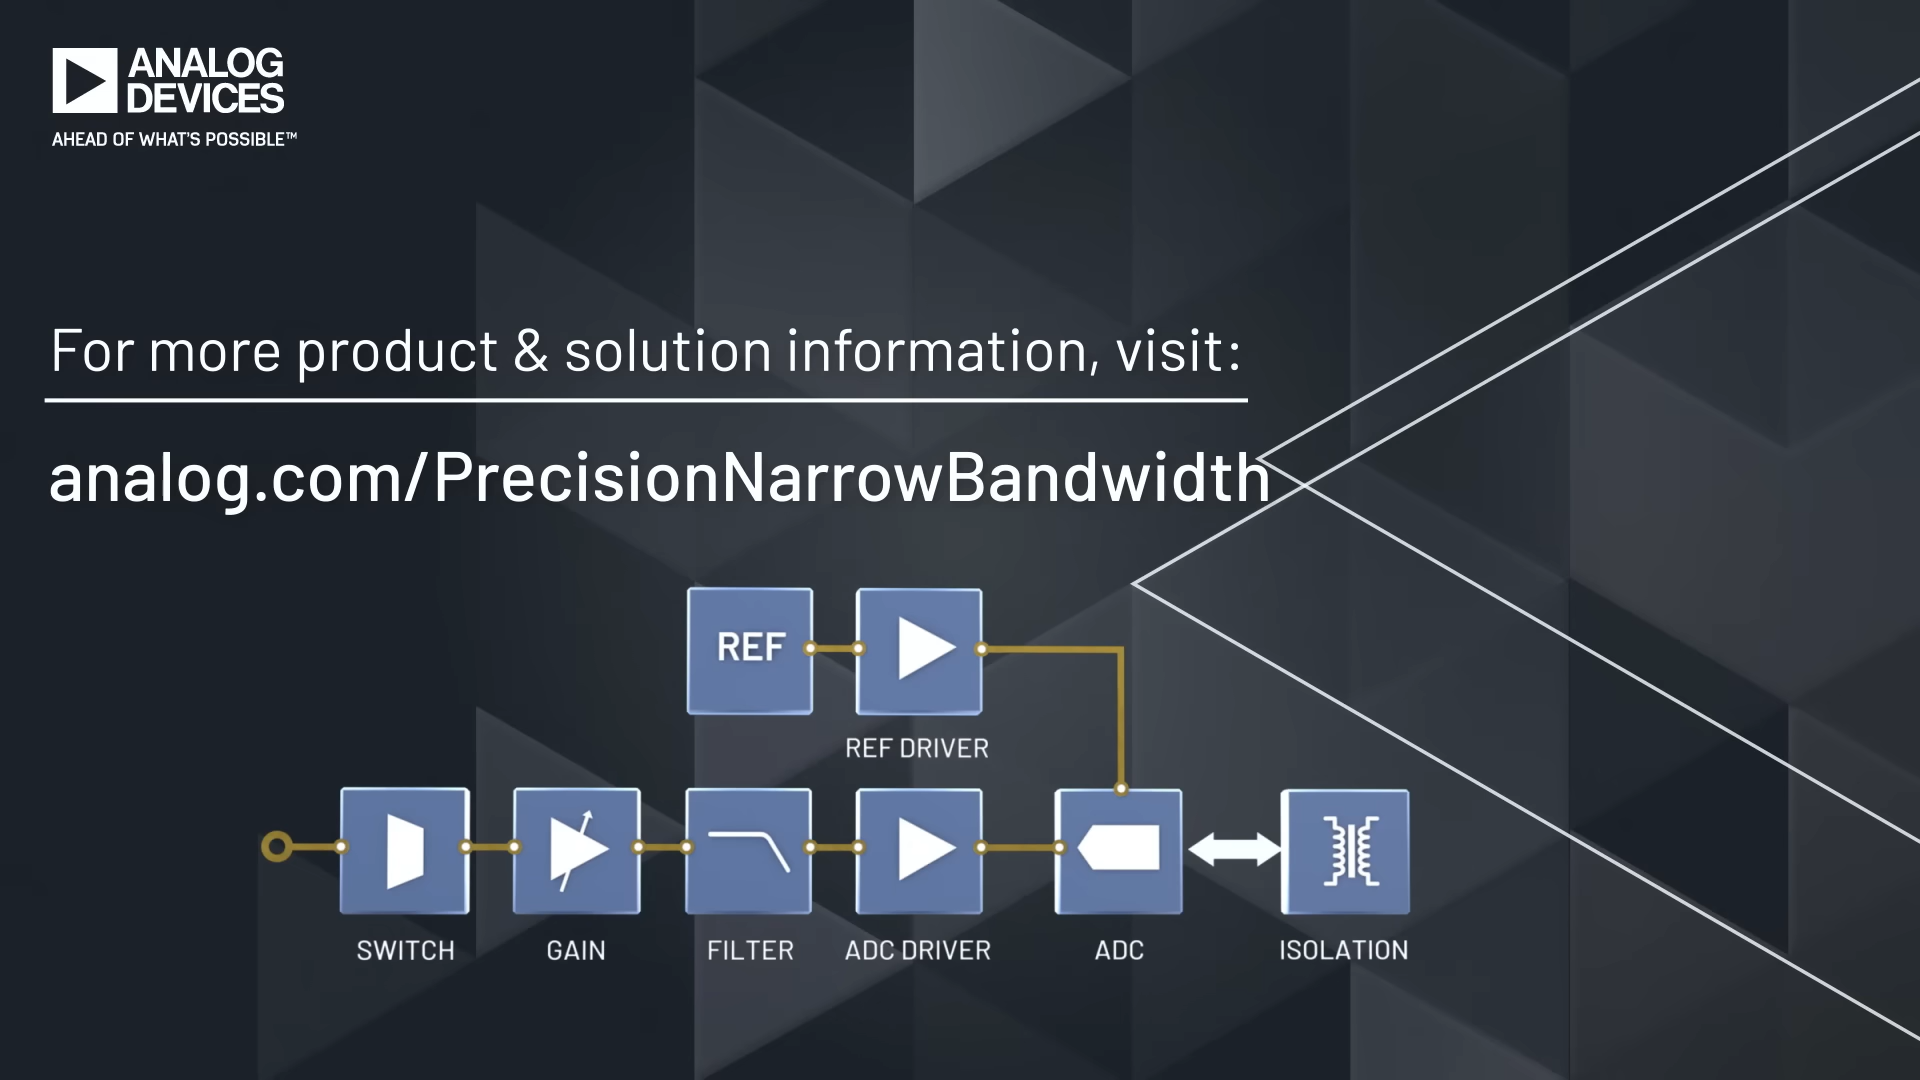 ANALOG
DEVICES
AHEAD OF WHAT'S POSSIBLE™
For more product & solution information, visit:
analog.com/PrecisionNarrowBandwidth
REF
REF DRIVER
SWITCH GAIN FILTER ADC DRIVER ADC ISOLATION